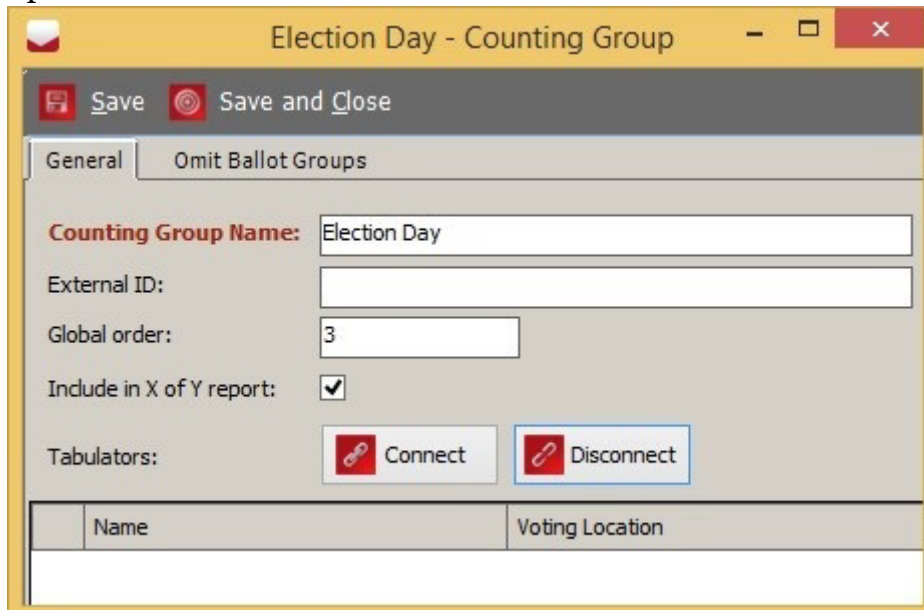 Election Day - Counting Group
Save Save and Close
General Omit Ballot Groups
Counting Group Name: Election Day
External ID:
Global order: 3
Include in X of Y report:
Tabulators: Connect Disconnect
Name Voting Location